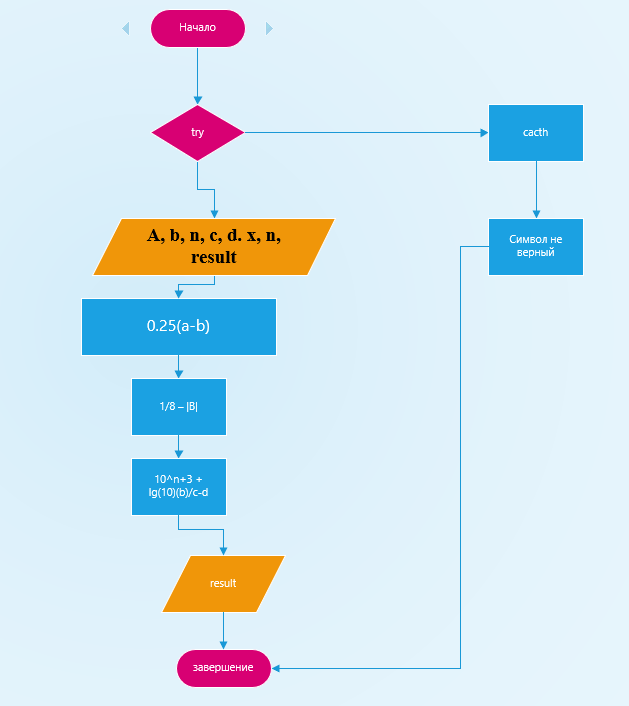 Начало
try
cacth
A, b, n, c, d. x, n,
result
Символ не
верный
0.25(a-b)
1/8 – |B|
10^n+3 +
lg(10)(b)/c-d
result
завершение